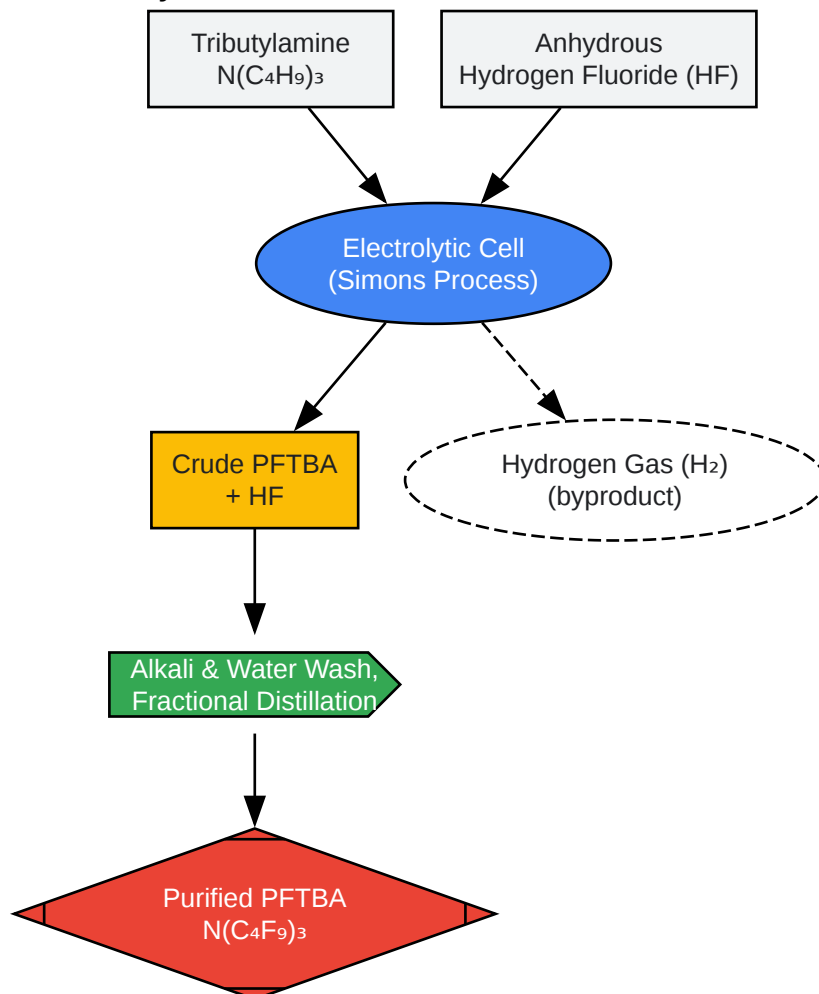 Tributylamine
N(C₄H₉)₃
Anhydrous
Hydrogen Fluoride (HF)
Electrolytic Cell
(Simons Process)
Crude PFTBA
+ HF
Hydrogen Gas (H₂)
(byproduct)
Alkali & Water Wash,
Fractional Distillation
Purified PFTBA
N(C₄F₉)₃